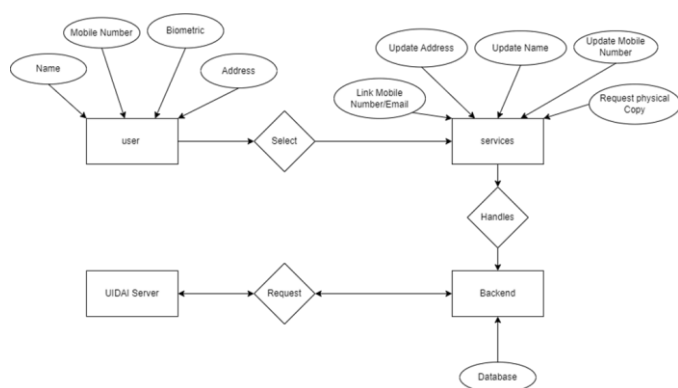 Mobile Number
Biometric
Name
Address
Update Address
Update Name
Update Mobile
Number
Link Mobile
Number/Email
Request physical
Copy
user
Select
services
Handles
UIDAI Server
Request
Backend
Database